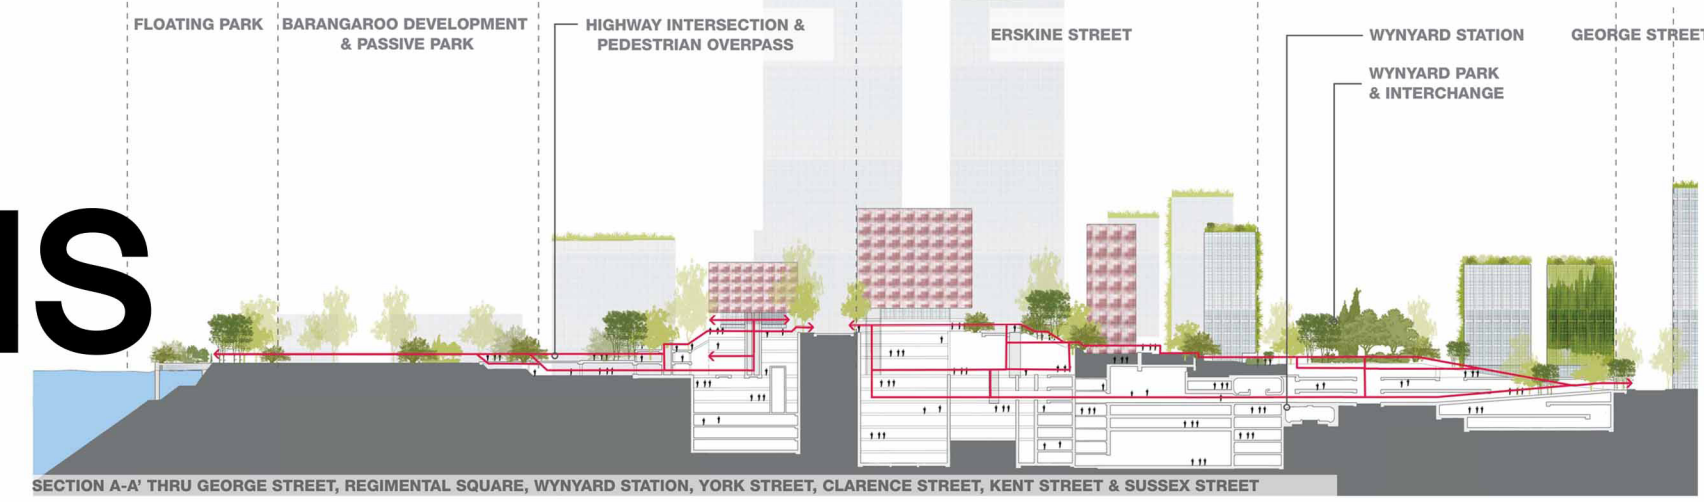 FLOATING PARK
BARANGAROO DEVELOPMENT
& PASSIVE PARK
HIGHWAY INTERSECTION &
PEDESTRIAN OVERPASS
ERSKINE STREET
WYNYARD STATION
GEORGE STREET
WYNYARD PARK
& INTERCHANGE
IS
SECTION A-A' THRU GEORGE STREET, REGIMENTAL SQUARE, WYNYARD STATION, YORK STREET, CLARENCE STREET, KENT STREET & SUSSEX STREET